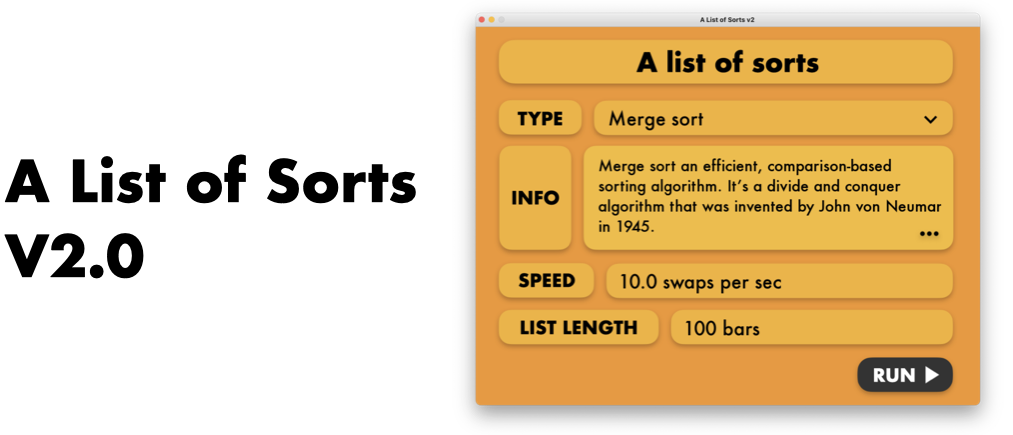 A List of Sorts
V2.0
A List of Sorts v2
A list of sorts
TYPE
Merge sort
INFO
Merge sort an efficient, comparison-based
sorting algorithm. It's a divide and conquer
algorithm that was invented by John von Neumar
in 1945.
•••
SPEED
10.0 swaps per sec
LIST LENGTH
100 bars
RUN